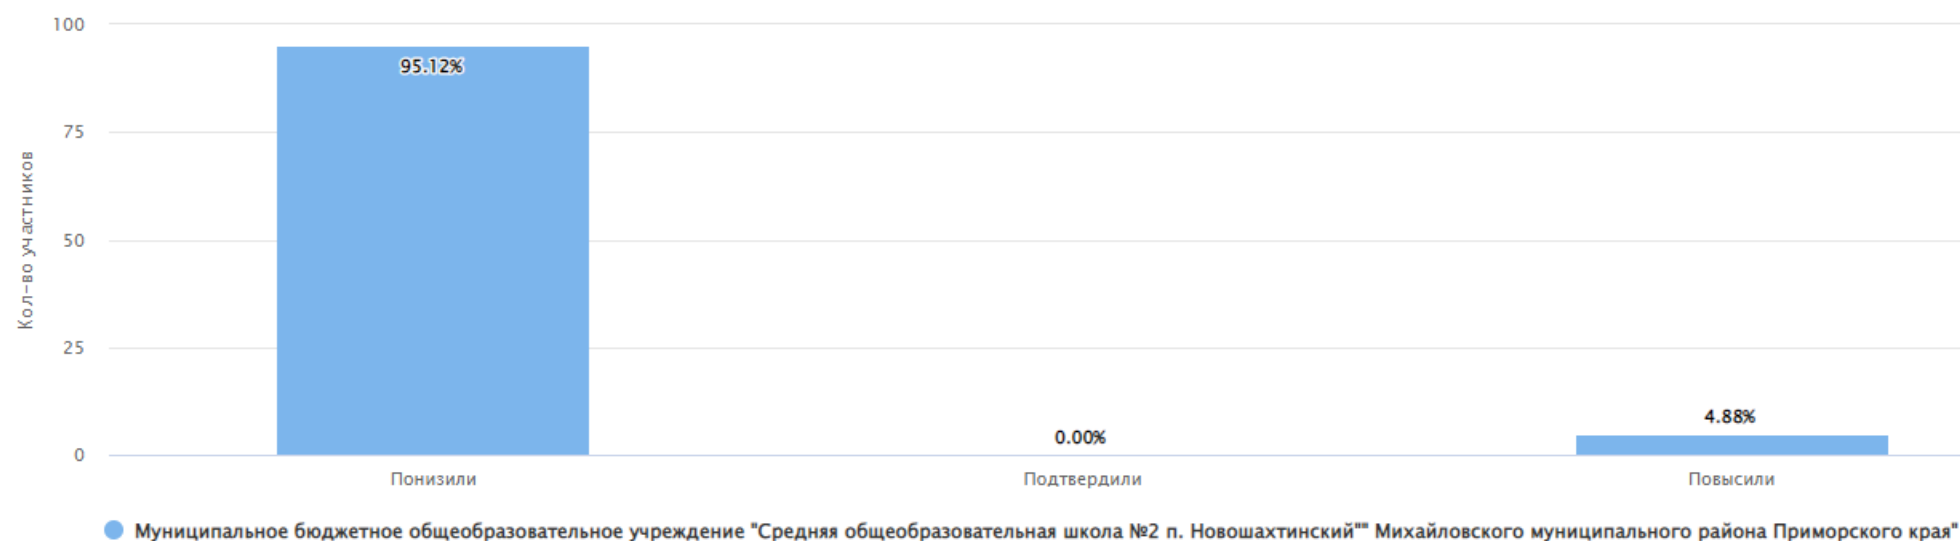 100
95.12%
75
Кол-во участников
50
25
4.88%
0.00%
0
Понизили Подтвердили Повысили
Муниципальное бюджетное общеобразовательное учреждение "Средняя общеобразовательная школа №2 п. Новошахтинский"" Михайловского муниципального района Приморского края"